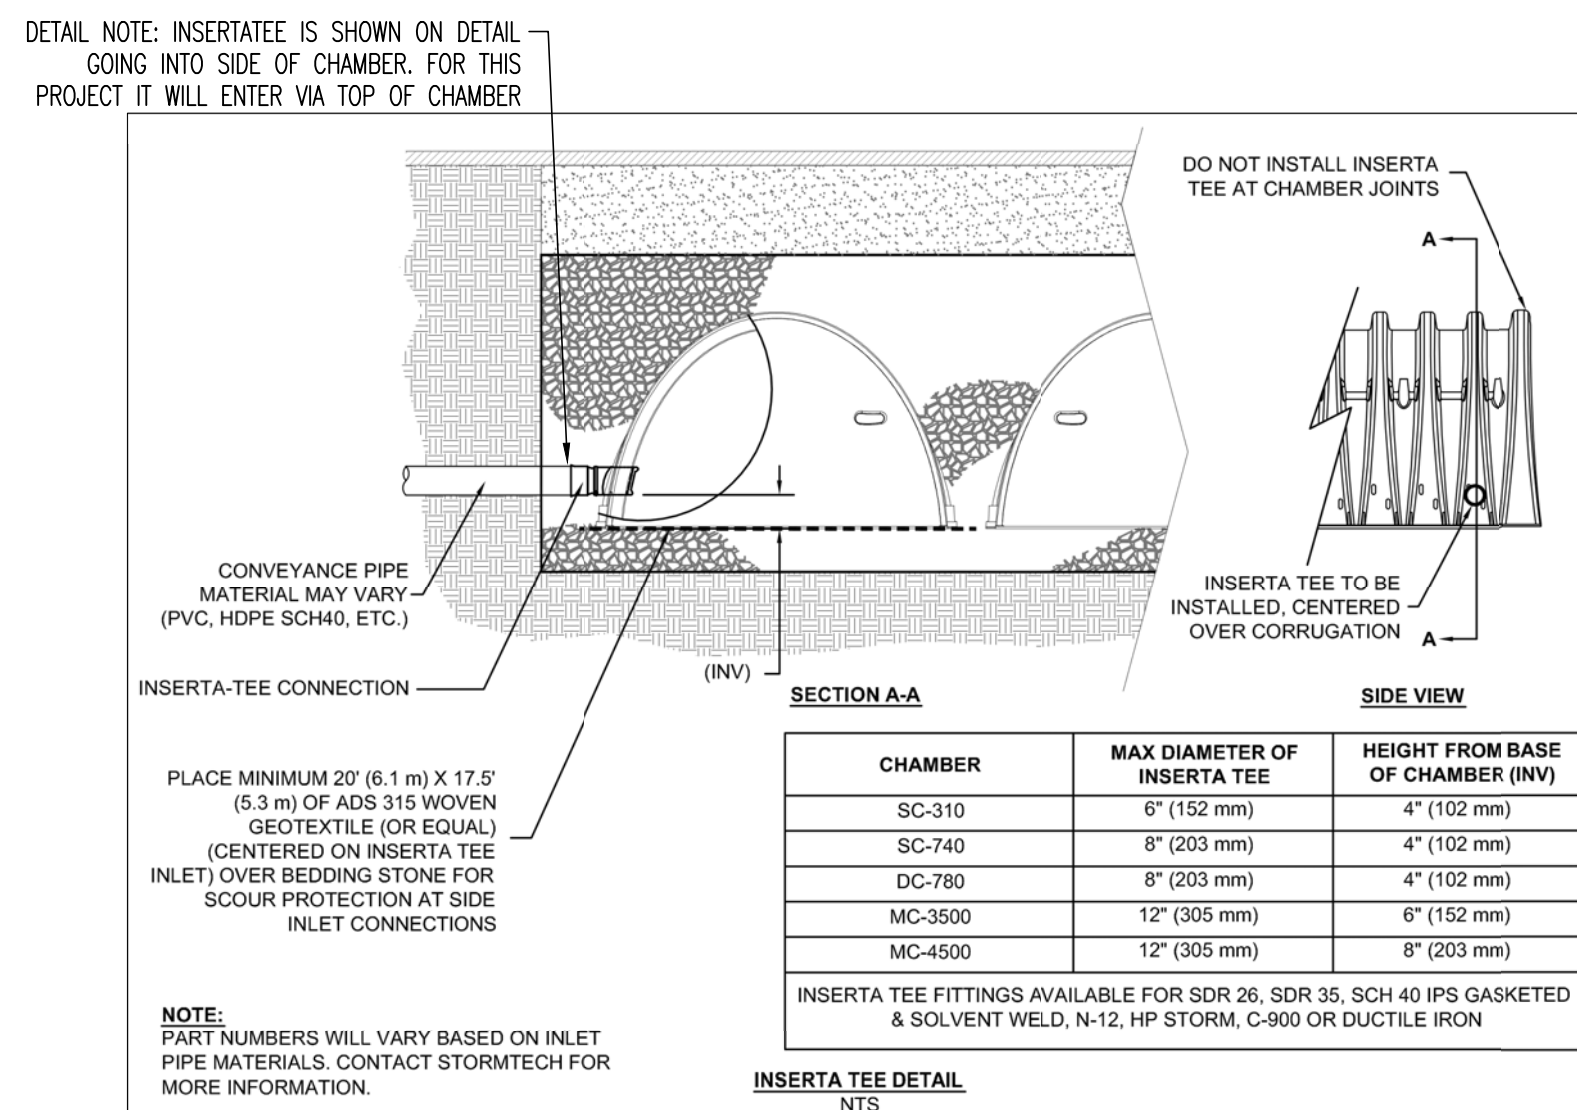 DETAIL NOTE: INSERTATEE IS SHOWN ON DETAIL
GOING INTO SIDE OF CHAMBER. FOR THIS
PROJECT IT WILL ENTER VIA TOP OF CHAMBER
DO NOT INSTALL INSERTA
TEE AT CHAMBER JOINTS
A
CONVEYANCE PIPE
MATERIAL MAY VARY
(PVC, HDPE SCH40, ETC.)
INSERTA TEE TO BE
INSTALLED, CENTERED
OVER CORRUGATION
A
INSERTA-TEE CONNECTION
(INV)
SECTION A-A
SIDE VIEW
PLACE MINIMUM 20' (6.1 m) X 17.5'
(5.3 m) OF ADS 315 WOVEN
GEOTEXTILE (OR EQUAL)
(CENTERED ON INSERTA TEE
INLET) OVER BEDDING STONE FOR
SCOUR PROTECTION AT SIDE
INLET CONNECTIONS
CHAMBER
MAX DIAMETER OF
INSERTA TEE
HEIGHT FROM BASE
OF CHAMBER (INV)
SC-310 6" (152 mm) 4" (102 mm)
SC-740 8" (203 mm) 4" (102 mm)
DC-780 8" (203 mm) 4" (102 mm)
MC-3500 12" (305 mm) 6" (152 mm)
MC-4500 12" (305 mm) 8" (203 mm)
INSERTA TEE FITTINGS AVAILABLE FOR SDR 26, SDR 35, SCH 40 IPS GASKETED
& SOLVENT WELD, N-12, HP STORM, C-900 OR DUCTILE IRON
NOTE:
PART NUMBERS WILL VARY BASED ON INLET
PIPE MATERIALS. CONTACT STORMTECH FOR
MORE INFORMATION.
INSERTA TEE DETAIL
NTS